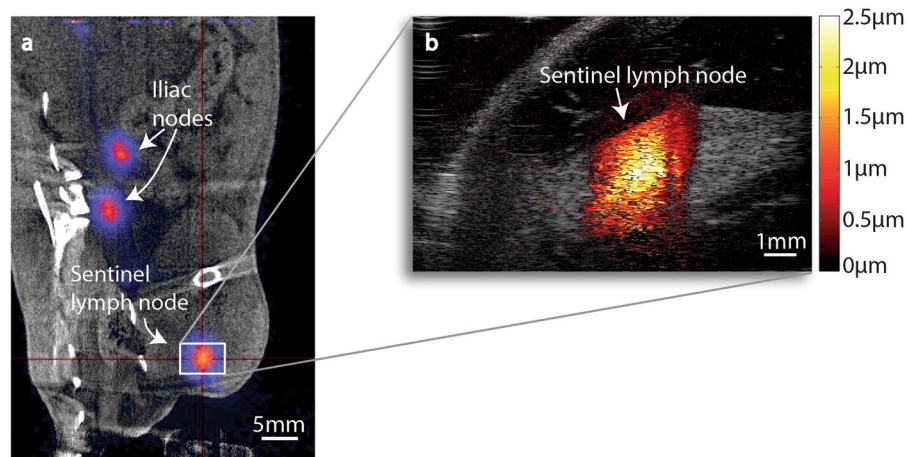 a
Iliac
nodes
Sentinel
lymph node
5mm
b
Sentinel lymph node
1mm
2.5µm
2µm
1.5µm
1µm
0.5µm
0µm